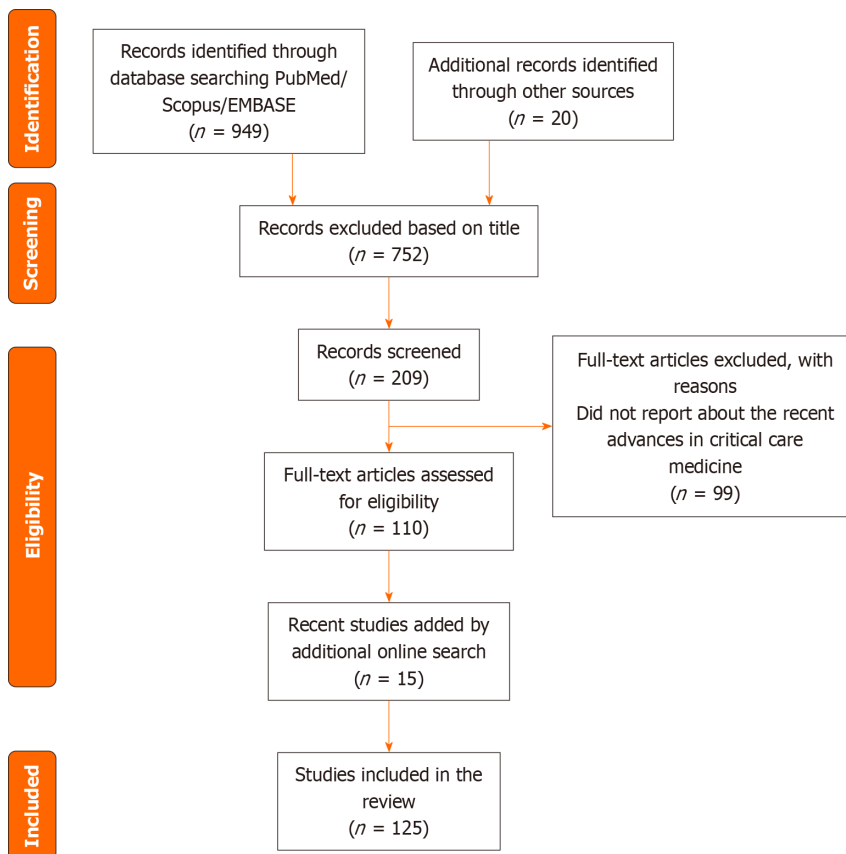 Identification
Records identified through
database searching PubMed/
Scopus/EMBASE
(n = 949)
Additional records identified
through other sources
(n = 20)
Screening
Records excluded based on title
(n = 752)
Eligibility
Records screened
(n = 209)
Full-text articles excluded, with
reasons
Did not report about the recent
advances in critical care
medicine
(n = 99)
Full-text articles assessed
for eligibility
(n = 110)
Recent studies added by
additional online search
(n = 15)
Included
Studies included in the
review
(n = 125)